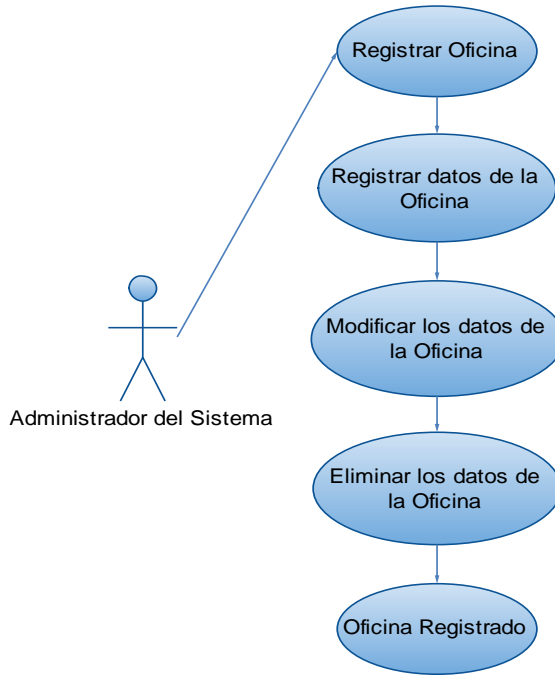 Registrar Oficina
Registrar datos de la
Oficina
Modificar los datos de
la Oficina
Administrador del Sistema
Eliminar los datos de
la Oficina
Oficina Registrado